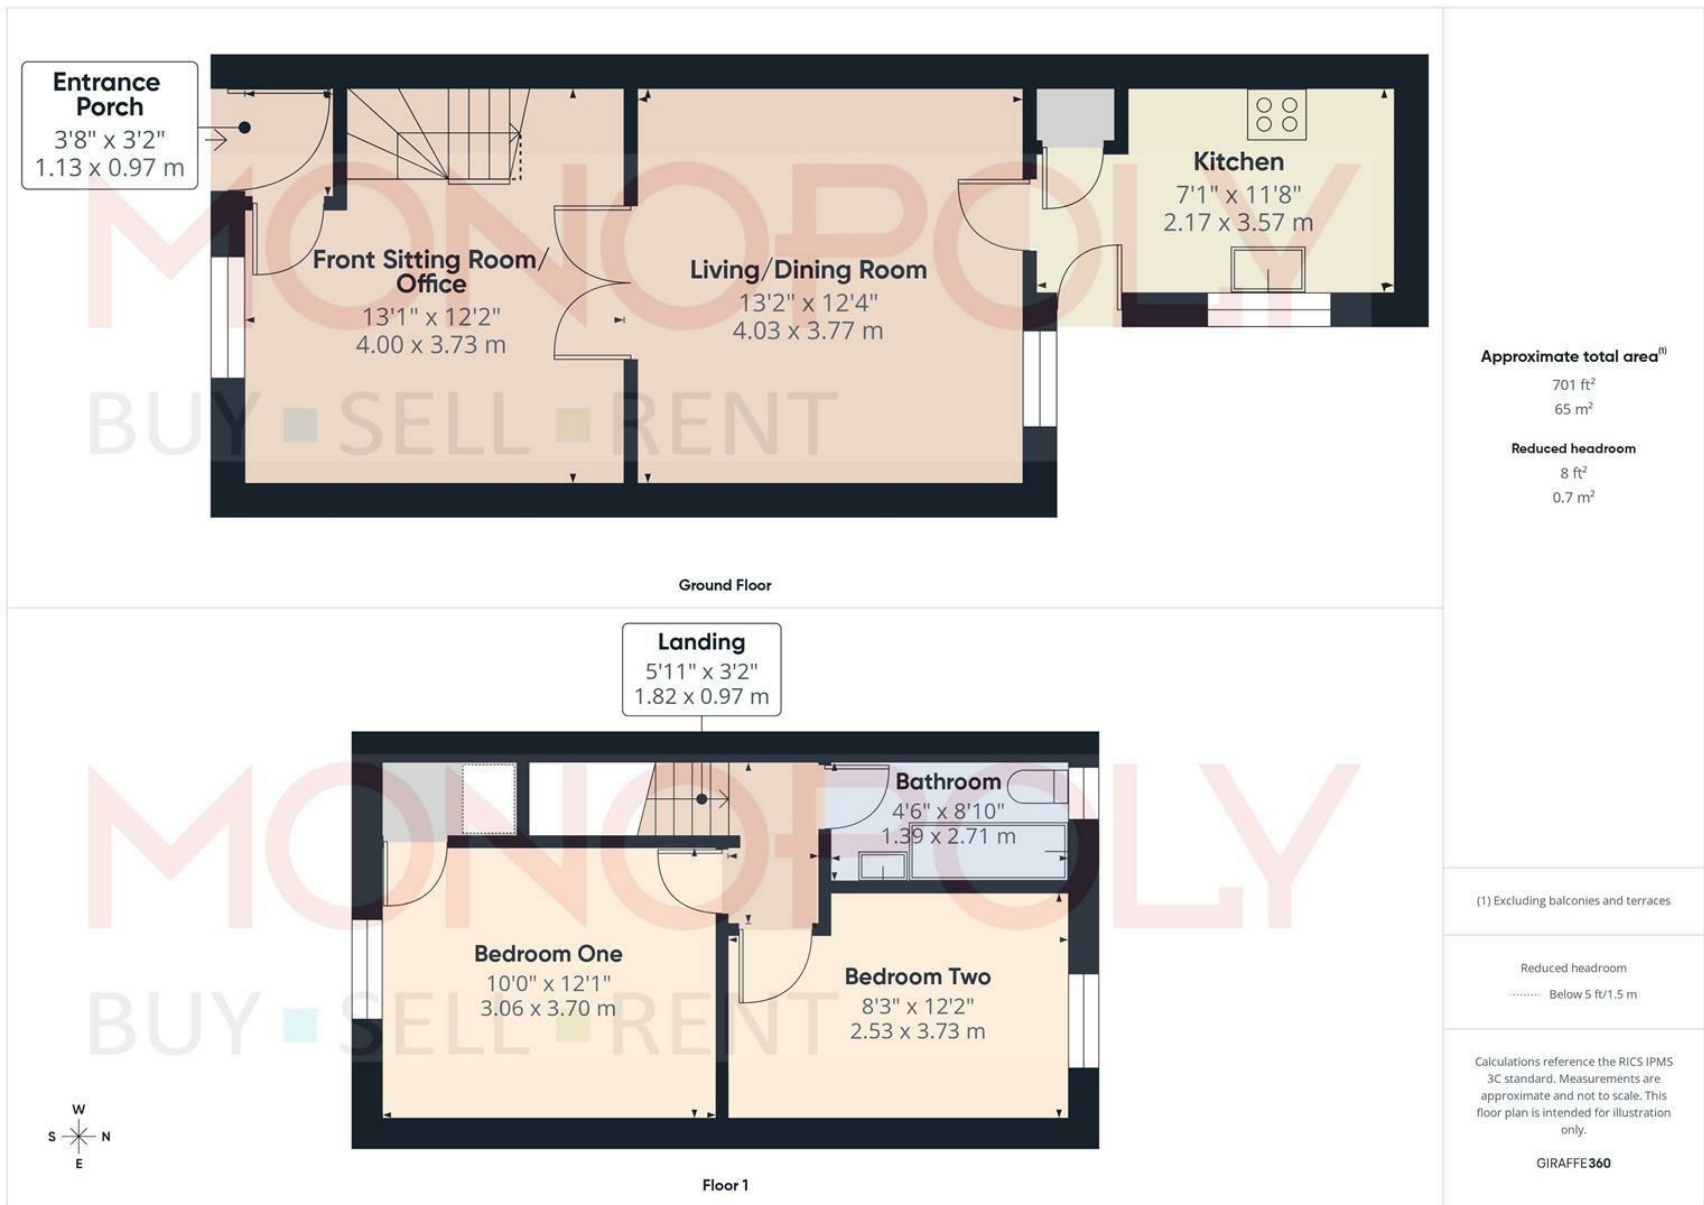 Entrance
Porch
3'8" x 3'2"
1.13 x 0.97 m
Front Sitting Room/
Office
13'1" x 12'2"
4.00 x 3.73 m
Living/Dining Room
13'2" x 12'4"
4.03 x 3.77 m
Kitchen
7'1" x 11'8"
2.17 x 3.57 m
MONOPOLY
BUY SELL RENT
Ground Floor
Landing
5'11" x 3'2"
1.82 x 0.97 m
Bathroom
4'6" x 8'10"
1.39 x 2.71 m
Bedroom One
10'0" x 12'1"
3.06 x 3.70 m
Bedroom Two
8'3" x 12'2"
2.53 x 3.73 m
MONOPOLY
BUY SELL RENT
W
S N
E
Floor 1
Approximate total area(1)
701 ft²
65 m²
Reduced headroom
8 ft²
0.7 m²
(1) Excluding balconies and terraces
Reduced headroom
Below 5 ft/1.5 m
Calculations reference the RICS IPMS
3C standard. Measurements are
approximate and not to scale. This
floor plan is intended for illustration
only.
GIRAFFE360